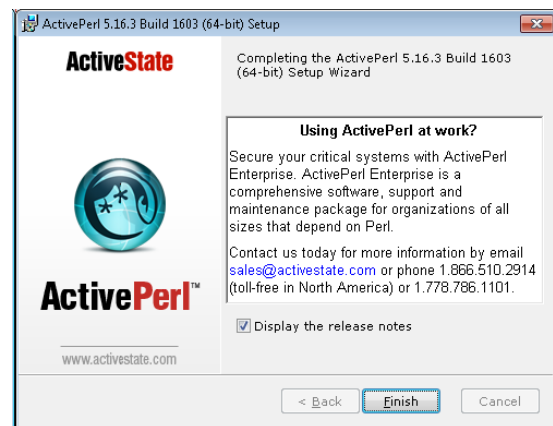 ActivePerl 5.16.3 Build 1603 (64-bit) Setup
ActiveState
Completing the ActivePerl 5.16.3 Build 1603
(64-bit) Setup Wizard
Using ActivePerl at work?
Secure your critical systems with ActivePerl
Enterprise. ActivePerl Enterprise is a
comprehensive software, support and
maintenance package for organizations of all
sizes that depend on Perl.
Contact us today for more information by email
sales@activestate.com or phone 1.866.510.2914
(toll-free in North America) or 1.778.786.1101.
ActivePerl™
Display the release notes
www.activestate.com
< Back
Finish
Cancel